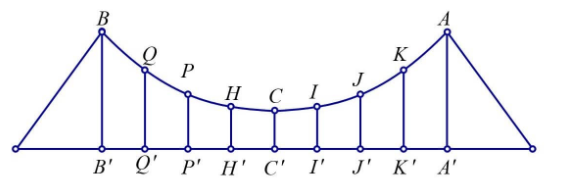 B A
Q K
P J
H C I
B' Q' P' H' C' I' J' K' A'